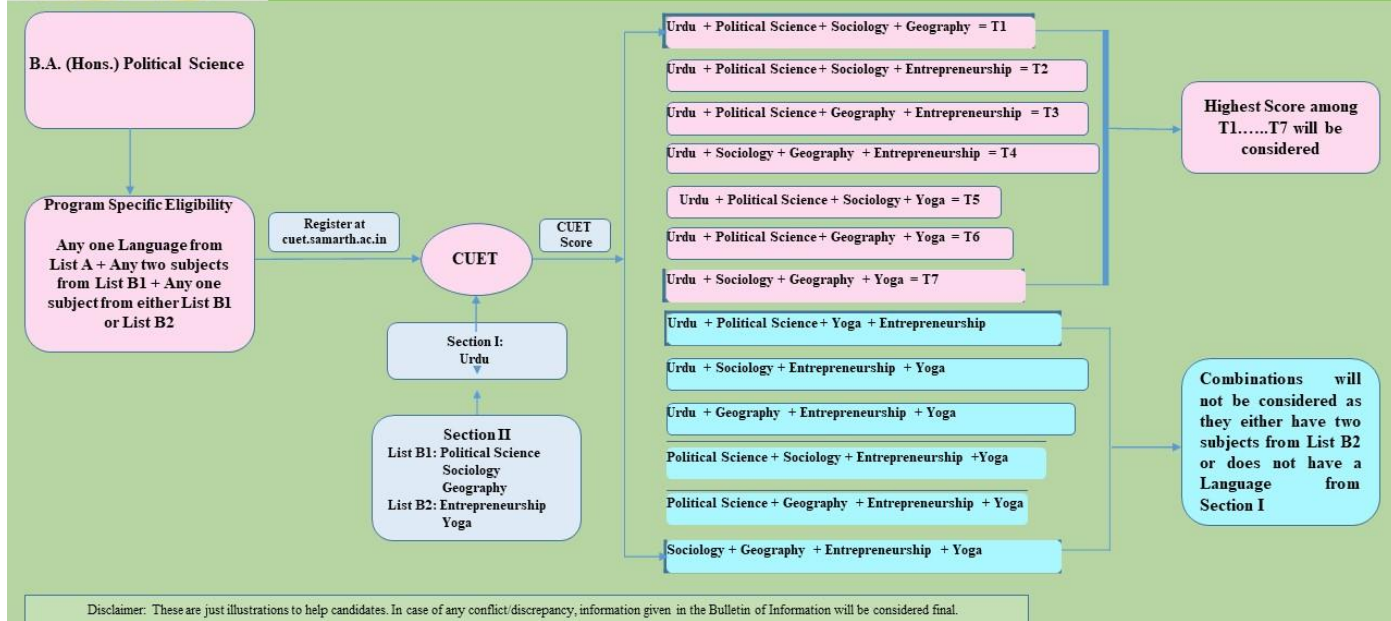 B.A. (Hons.) Political Science
Program Specific Eligibility
Any one Language from
List A + Any two subjects
from List B1 + Any one
subject from either List B1
or List B2
Register at
cuet.samarth.ac.in
CUET
CUET
Score
Section I:
Urdu
Section II
List B1: Political Science
Sociology
Geography
List B2: Entrepreneurship
Yoga
Urdu + Political Science + Sociology + Geography = T1
Urdu + Political Science + Sociology + Entrepreneurship = T2
Urdu + Political Science + Geography + Entrepreneurship = T3
Urdu + Sociology + Geography + Entrepreneurship = T4
Urdu + Political Science + Sociology + Yoga = T5
Urdu + Political Science + Geography + Yoga = T6
Urdu + Sociology + Geography + Yoga = T7
Urdu + Political Science + Yoga + Entrepreneurship
Urdu + Sociology + Entrepreneurship + Yoga
Urdu + Geography + Entrepreneurship + Yoga
Political Science + Sociology + Entrepreneurship +Yoga
Political Science + Geography + Entrepreneurship + Yoga
Sociology + Geography + Entrepreneurship + Yoga
Highest Score among
T1…...T7 will be
considered
Combinations will
not be considered as
they either have two
subjects from List B2
or does not have a
Language from
Section I
Disclaimer: These are just illustrations to help candidates. In case of any conflict/discrepancy, information given in the Bulletin of Information will be considered final.